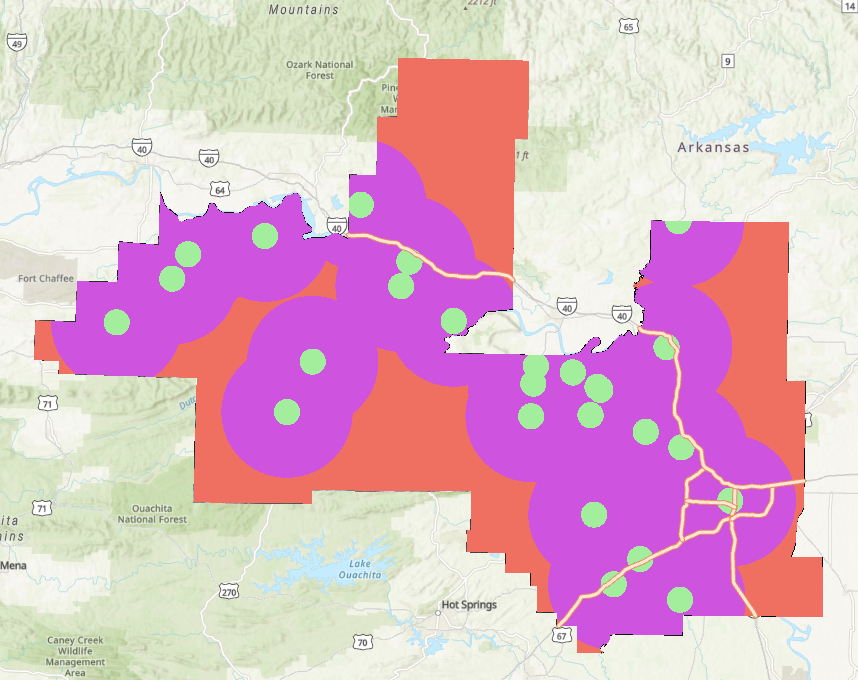 2212 ft
14
Mountains
65
49
9
Ozark National
Forest
Arkansas
40
40
1 ft
64
40
Fort Chaffee
40
40
71
71
Ouachita
National Forest
Mena
Lake
Ouachita
270
Hot Springs
67
70
Caney Creek
Wildlife
Management
Area